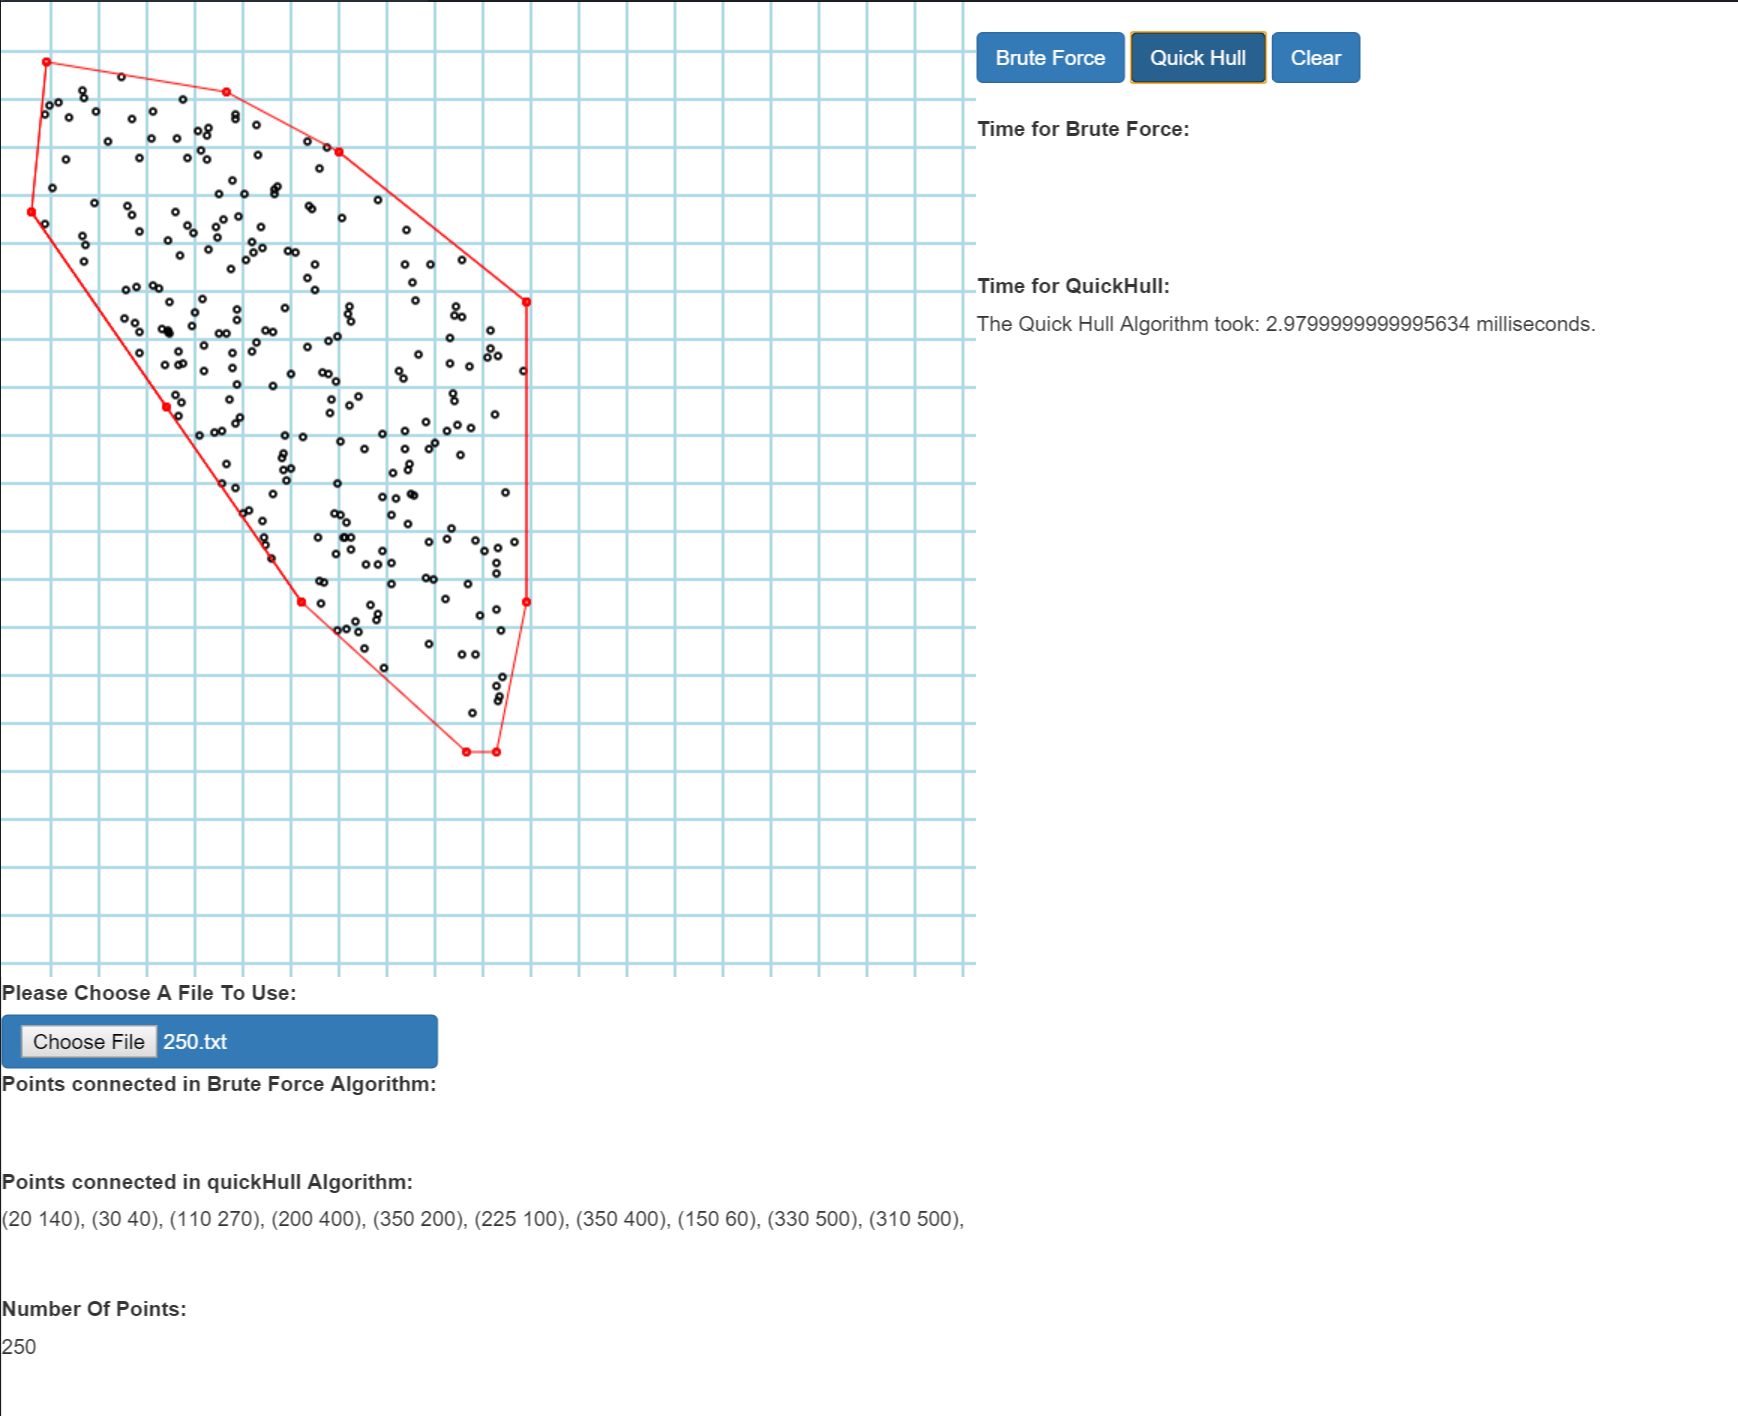 Brute Force Quick Hull Clear
Time for Brute Force:
Time for QuickHull:
The Quick Hull Algorithm took: 2.9799999999995634 milliseconds.
Please Choose A File To Use:
Choose File 250.txt
Points connected in Brute Force Algorithm:
Points connected in quickHull Algorithm:
(20 140), (30 40), (110 270), (200 400), (350 200), (225 100), (350 400), (150 60), (330 500), (310 500),
Number Of Points:
250